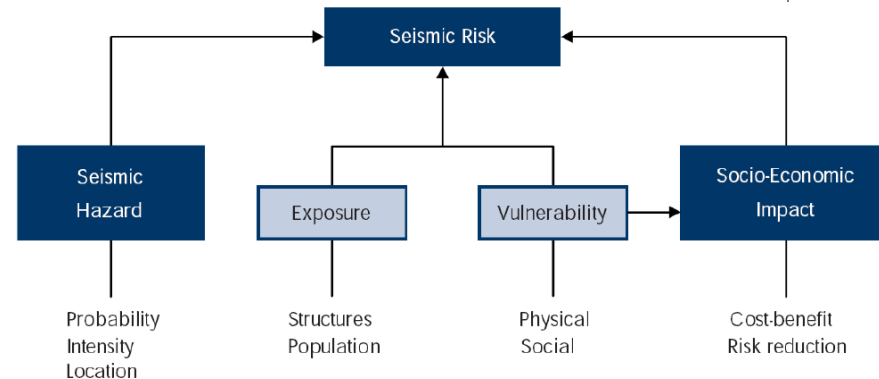 Seismic Risk
Seismic
Hazard
Exposure
Vulnerability
Socio-Economic
Impact
Probability
Intensity
Location
Structures
Population
Physical
Social
Cost-benefit
Risk reduction